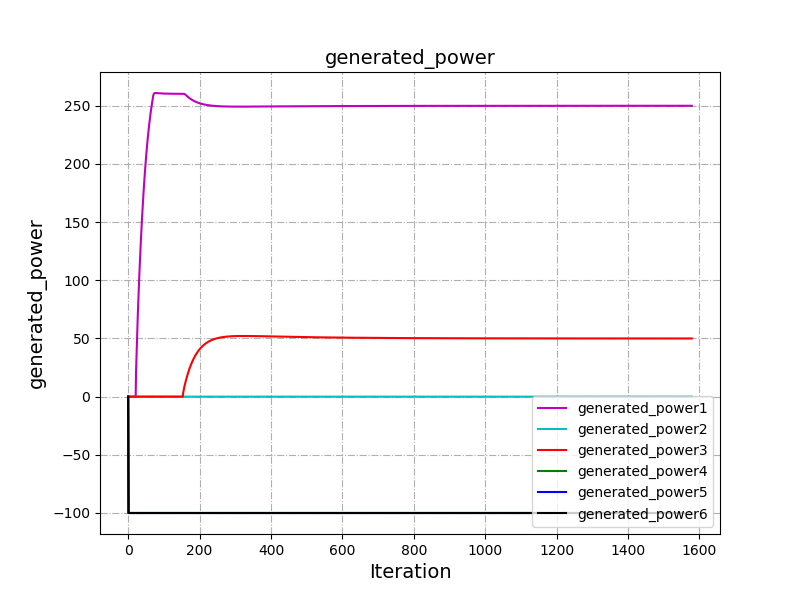 generated_power
generated_power
250
200
150
100
50
0
−50
−100
generated_power1
generated_power2
generated_power3
generated_power4
generated_power5
generated_power6
0 200 400 600 800 1000 1200 1400 1600
Iteration